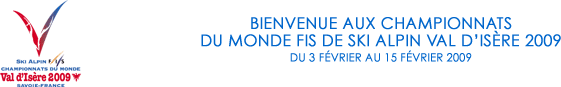 SKI ALPIN FIS
CHAMPIONNATS DU MONDE
Val d'Isère 2009
SAVOIE-FRANCE
BIENVENUE AUX CHAMPIONNATS
DU MONDE FIS DE SKI ALPIN VAL D'ISÈRE 2009
DU 3 FÉVRIER AU 15 FÉVRIER 2009